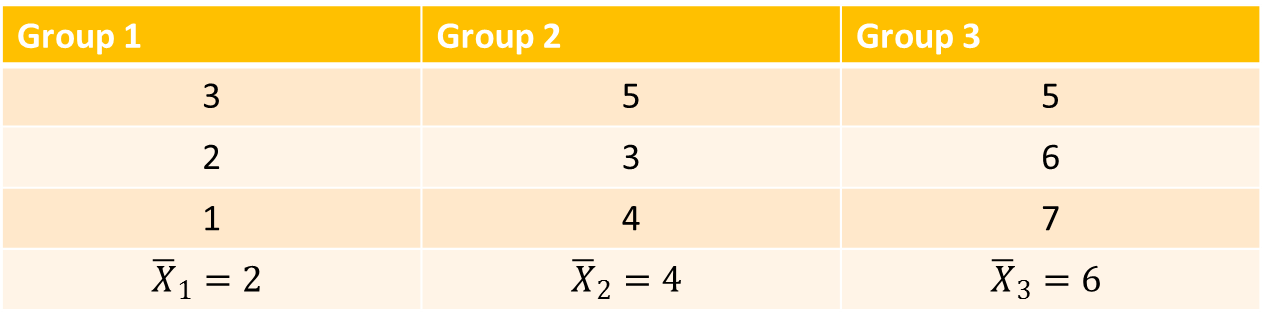 Group 1 Group 2 Group 3
3 5 5
2 3 6
1 4 7
X̅₁ = 2 X̅₂ = 4 X̅₃ = 6